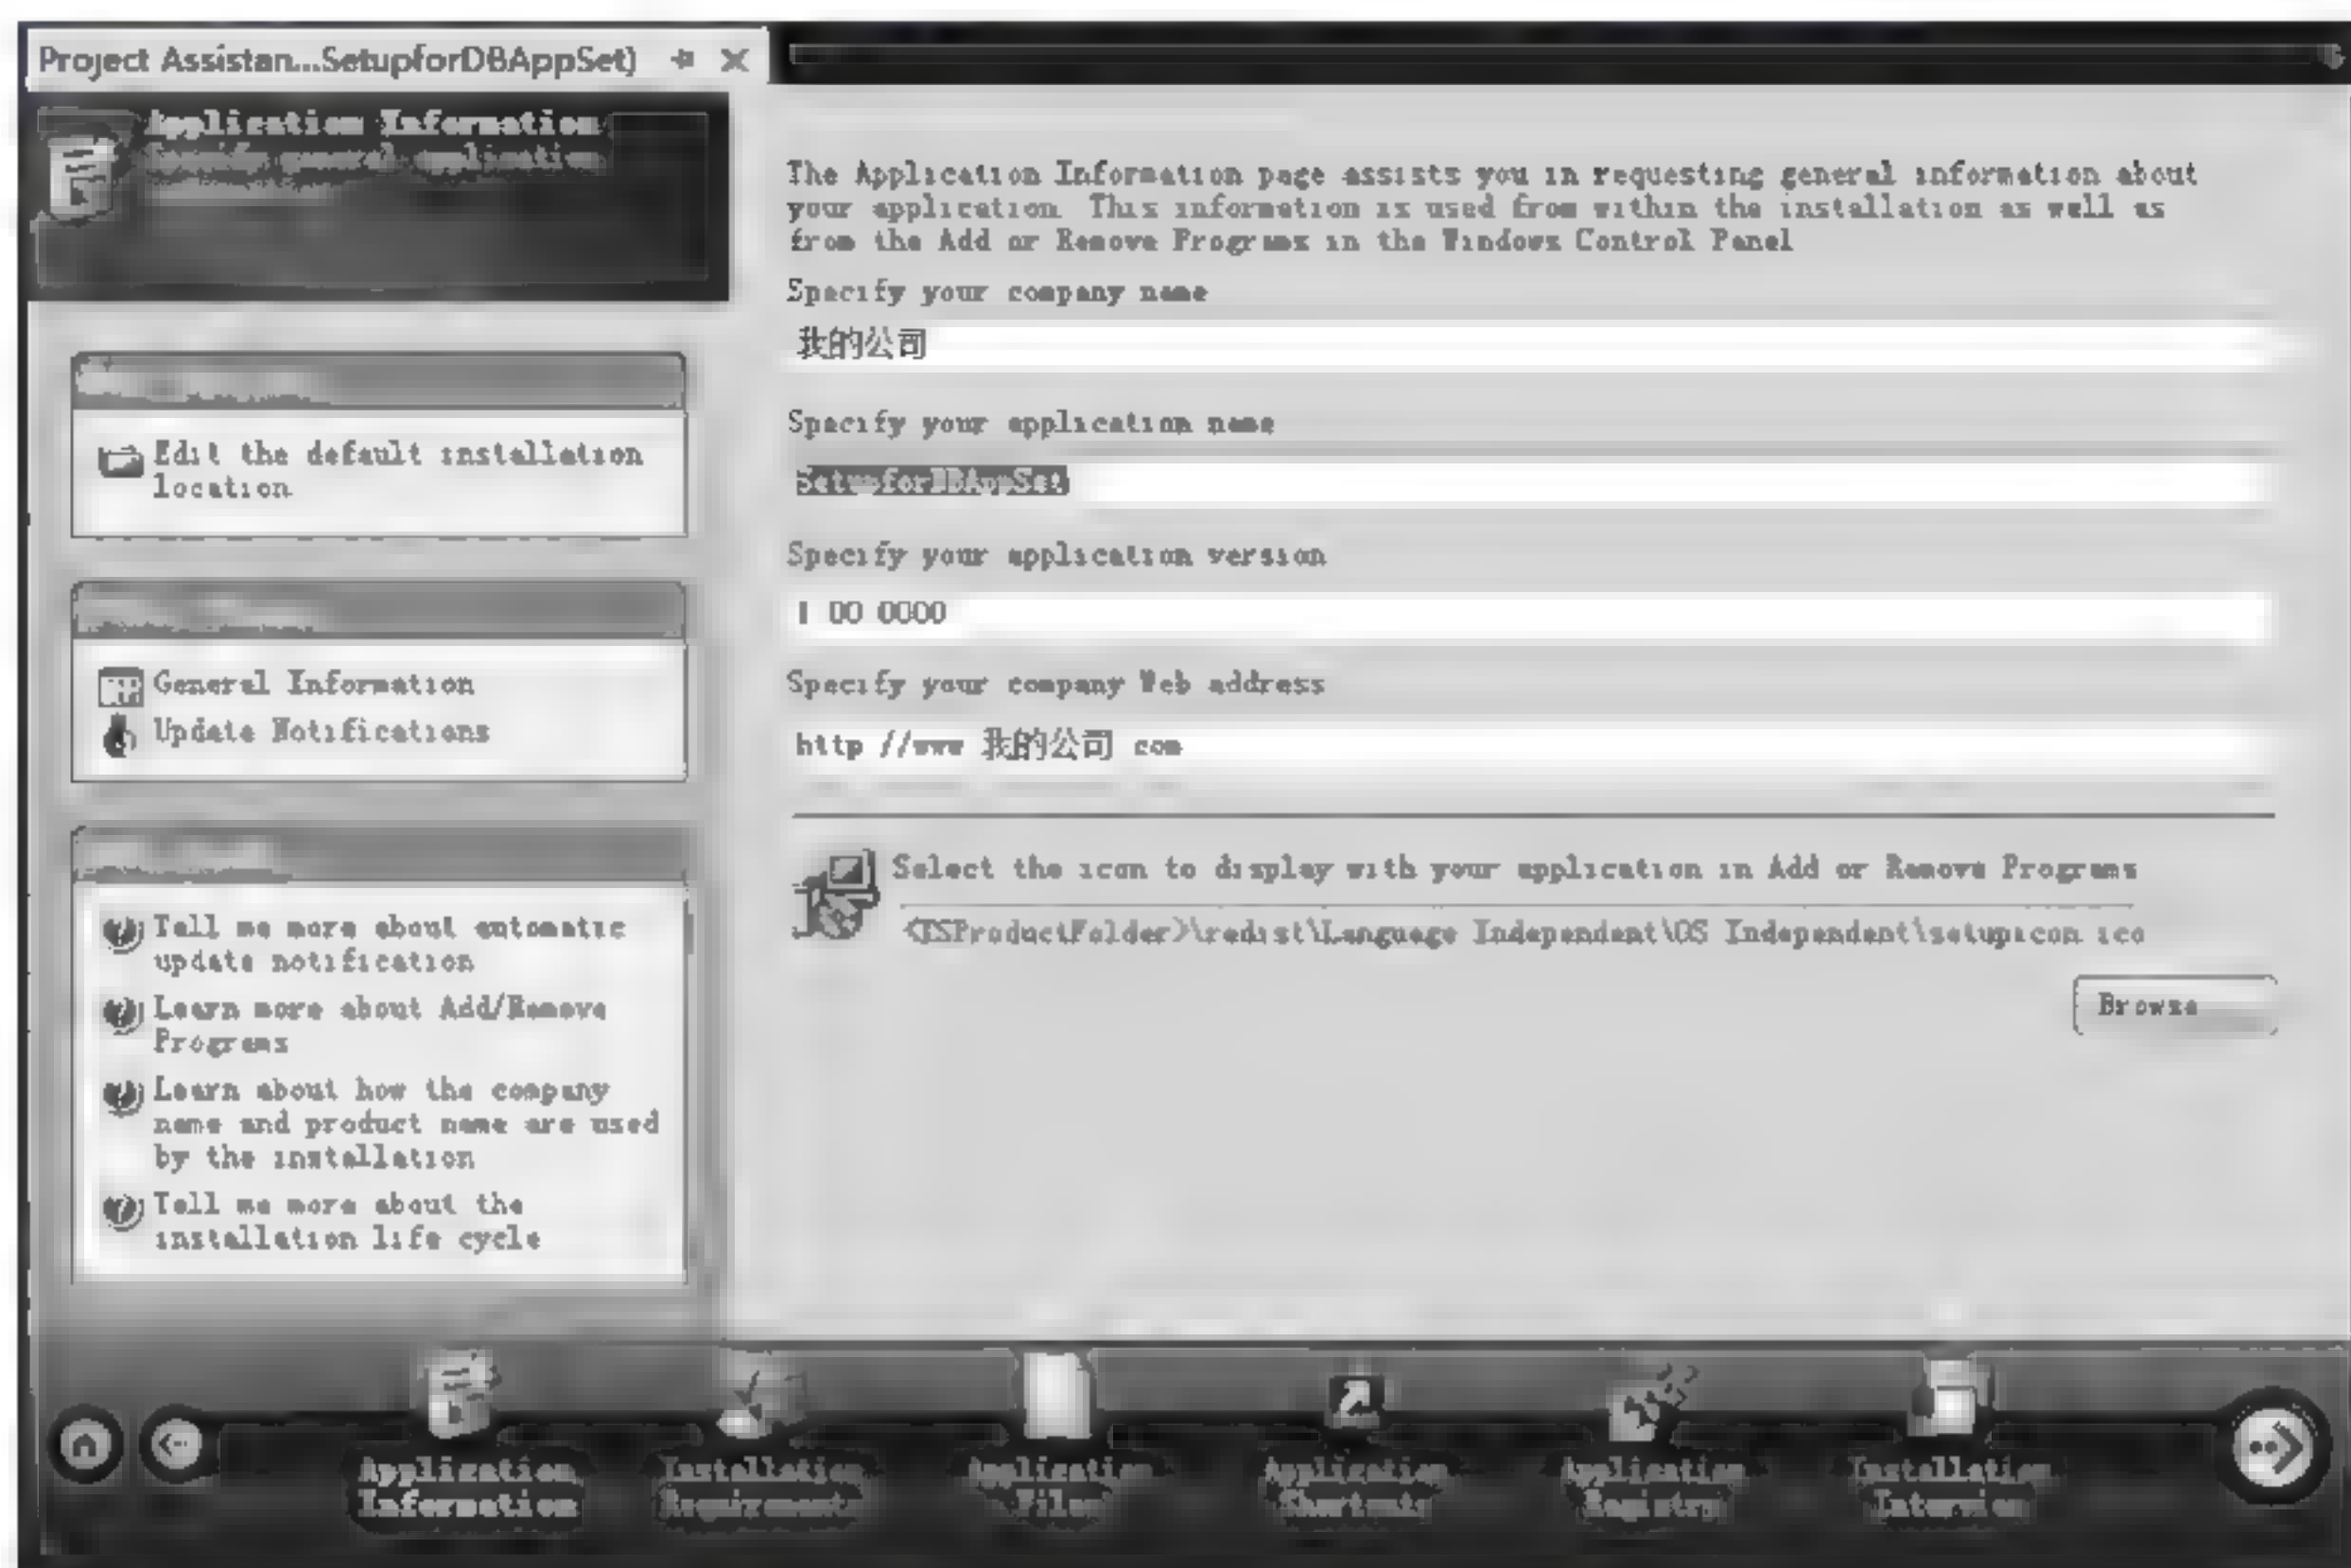 Project Assistan...SetupforDBAppSet)
Application Information
Specify general application
The Application Information page assists you in requesting general information about
your application This information is used from within the installation as well as
from the Add or Remove Programs in the Windows Control Panel
Specify your company name
我的公司
Specify your application name
SetupforDBAppSet
Specify your application version
1 00 0000
Specify your company Web address
http //www 我的公司 com
Select the icon to display with your application in Add or Remove Programs
<ISProductFolder>\redist\Language Independent\OS Independent\setupicon ico
Browse
Edit the default installation
location
General Information
Update Notifications
Tell me more about automatic
update notification
Learn more about Add/Remove
Programs
Learn about how the company
name and product name are used
by the installation
Tell me more about the
installation life cycle
Application
Information
Installation
Requirement
Application
Files
Application
Shortcuts
Application
Registry
Installation
Interview